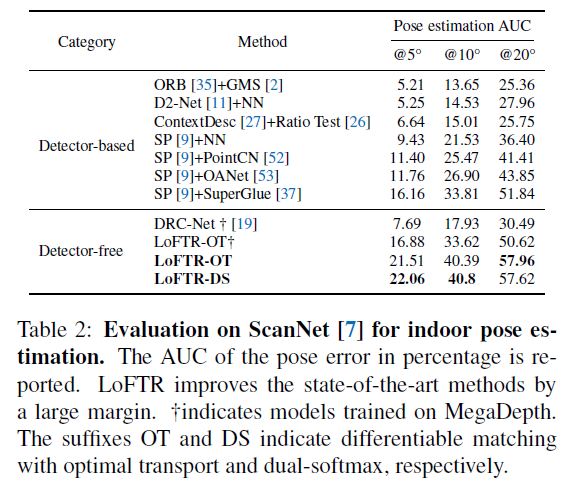 Category Method Pose estimation AUC
@5° @10° @20°
Detector-based
ORB [35]+GMS [2] 5.21 13.65 25.36
D2-Net [11]+NN 5.25 14.53 27.96
ContextDesc [27]+Ratio Test [26] 6.64 15.01 25.75
SP [9]+NN 9.43 21.53 36.40
SP [9]+PointCN [52] 11.40 25.47 41.41
SP [9]+OANet [53] 11.76 26.90 43.85
SP [9]+SuperGlue [37] 16.16 33.81 51.84
Detector-free
DRC-Net † [19] 7.69 17.93 30.49
LoFTR-OT† 16.88 33.62 50.62
LoFTR-OT 21.51 40.39 57.96
LoFTR-DS 22.06 40.8 57.62
Table 2: Evaluation on ScanNet [7] for indoor pose es-
timation. The AUC of the pose error in percentage is re-
ported. LoFTR improves the state-of-the-art methods by
a large margin. †indicates models trained on MegaDepth.
The suffixes OT and DS indicate differentiable matching
with optimal transport and dual-softmax, respectively.